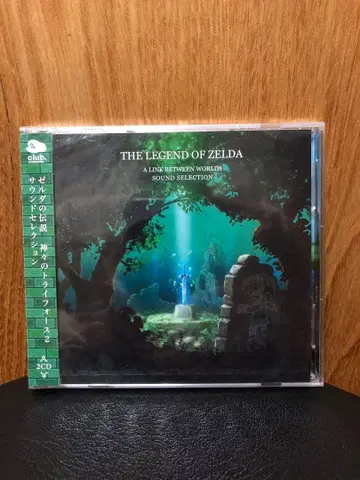 club
THE LEGEND OF ZELDA
A LINK BETWEEN WORLDS
SOUND SELECTION
ゼルダの伝説 神々のトライフォース2
サウンドセレクション
2CD